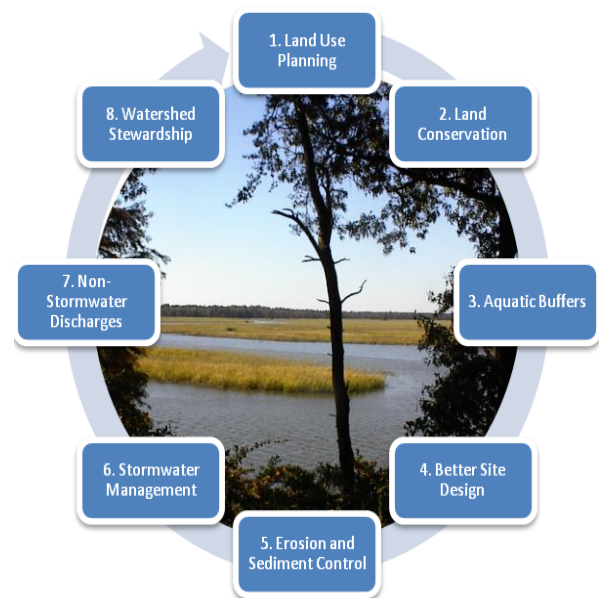 1. Land Use
Planning
2. Land
Conservation
3. Aquatic Buffers
4. Better Site
Design
5. Erosion and
Sediment Control
6. Stormwater
Management
7. Non-
Stormwater
Discharges
8. Watershed
Stewardship